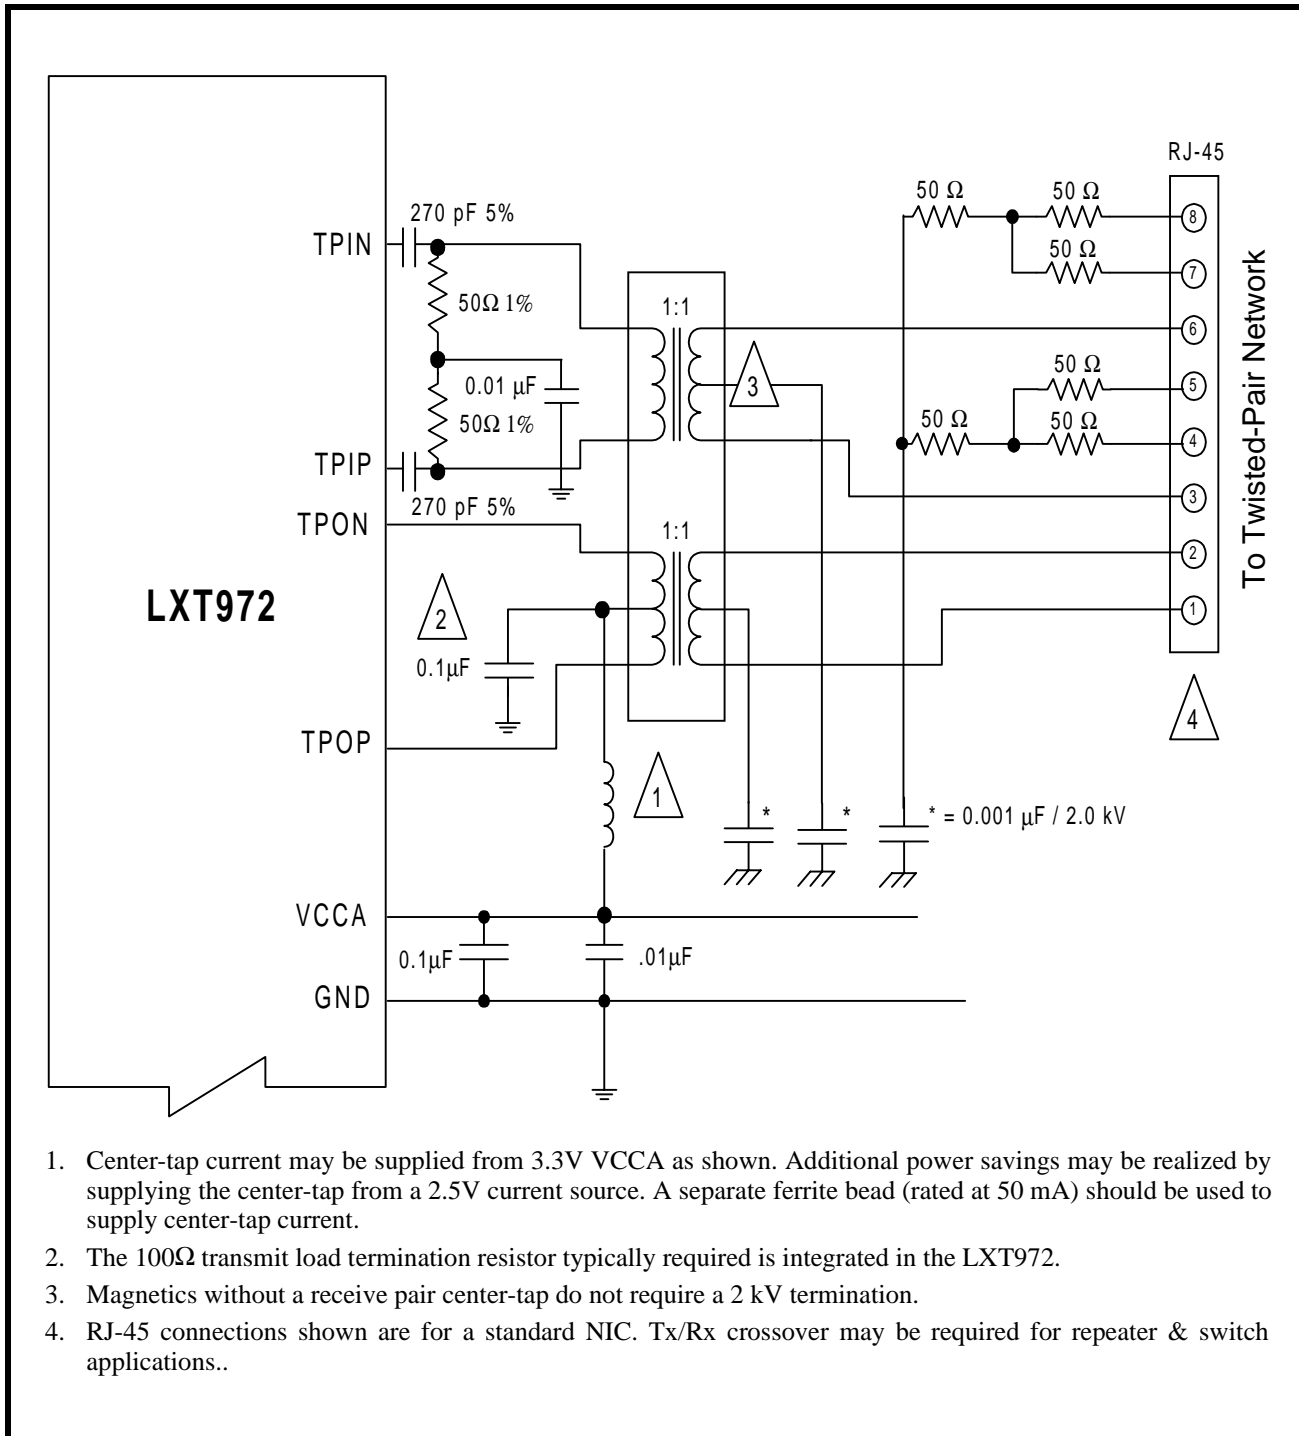 RJ-45
50 Ω
50 Ω
8
270 pF 5%
TPIN
50 Ω
7
50Ω 1%
1:1
6
To Twisted-Pair Network
3
50 Ω
5
0.01 µF
50Ω 1%
50 Ω
50 Ω
4
TPIP
270 pF 5%
3
TPON
1:1
2
LXT972
2
1
0.1µF
4
TPOP
1
*
*
* = 0.001 µF / 2.0 kV
VCCA
0.1µF
.01µF
GND
1. Center-tap current may be supplied from 3.3V VCCA as shown. Additional power savings may be realized by
supplying the center-tap from a 2.5V current source. A separate ferrite bead (rated at 50 mA) should be used to
supply center-tap current.
2. The 100Ω transmit load termination resistor typically required is integrated in the LXT972.
3. Magnetics without a receive pair center-tap do not require a 2 kV termination.
4. RJ-45 connections shown are for a standard NIC. Tx/Rx crossover may be required for repeater & switch
applications..